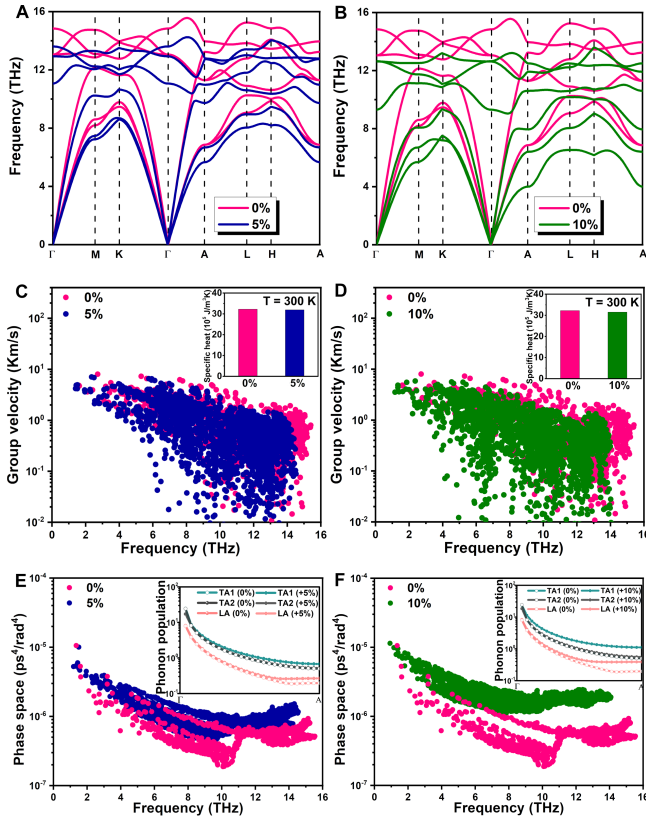 A
Frequency (THz)
16
12
8
4
0
Γ M K Γ A L H A
0%
5%
B
Frequency (THz)
16
12
8
4
0
Γ M K Γ A L H A
0%
10%
C
Group velocity (Km/s)
10²
10¹
10⁰
10⁻¹
10⁻²
0 2 4 6 8 10 12 14 16
Frequency (THz)
0%
5%
T = 300 K
Specific heat (10⁵ J/m³K)
40
30
20
10
0
0% 5%
D
Group velocity (Km/s)
10²
10¹
10⁰
10⁻¹
10⁻²
0 2 4 6 8 10 12 14 16
Frequency (THz)
0%
10%
T = 300 K
Specific heat (10⁵ J/m³K)
40
30
20
10
0
0% 10%
E
Phase space (ps⁴/rad⁴)
10⁻⁴
10⁻⁵
10⁻⁶
10⁻⁷
0 2 4 6 8 10 12 14 16
Frequency (THz)
0%
5%
Phonon population
TA1 (0%) TA1 (+5%)
TA2 (0%) TA2 (+5%)
LA (0%) LA (+5%)
Γ A
F
Phase space (ps⁴/rad⁴)
10⁻⁴
10⁻⁵
10⁻⁶
10⁻⁷
0 2 4 6 8 10 12 14 16
Frequency (THz)
0%
10%
Phonon population
TA1 (0%) TA1 (+10%)
TA2 (0%) TA2 (+10%)
LA (0%) LA (+10%)
Γ A